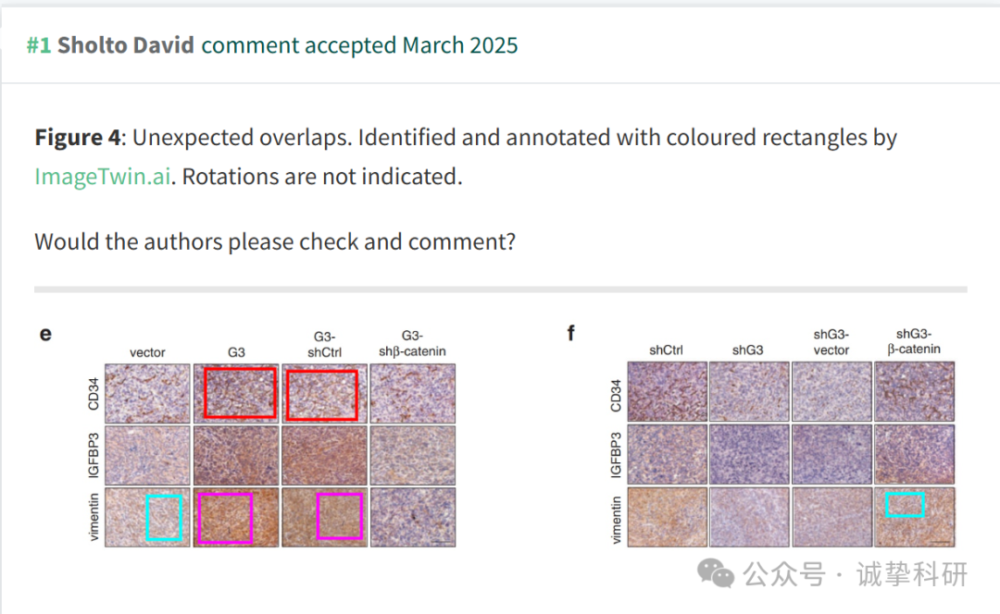 #1 Sholto David comment accepted March 2025
Figure 4: Unexpected overlaps. Identified and annotated with coloured rectangles by
ImageTwin.ai. Rotations are not indicated.
Would the authors please check and comment?
e
vector
G3
G3-
shCtrl
G3-
shβ-catenin
CD34
IGFBP3
vimentin
f
shCtrl
shG3
shG3-
vector
shG3-
β-catenin
CD34
IGFBP3
vimentin
公众号 · 诚挚科研